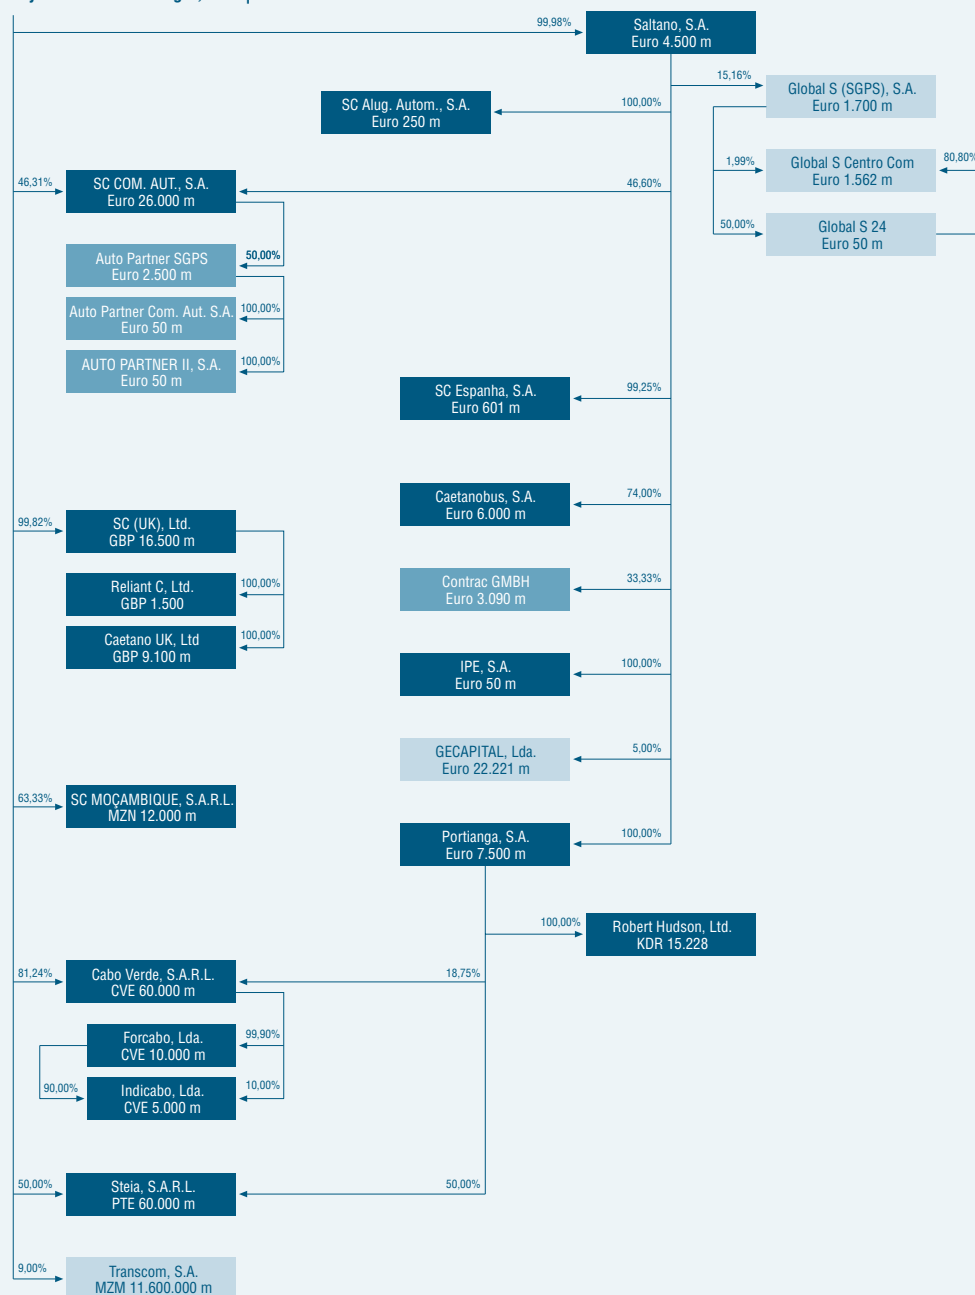 99,98%
Saltano, S.A.
Euro 4.500 m
15,16%
Global S (SGPS), S.A.
Euro 1.700 m
SC Alug. Autom., S.A.
Euro 250 m
100,00%
1,99%
Global S Centro Com
Euro 1.562 m
80,80%
46,31%
SC COM. AUT., S.A.
Euro 26.000 m
46,60%
50,00%
Global S 24
Euro 50 m
Auto Partner SGPS
Euro 2.500 m
50,00%
Auto Partner Com. Aut. S.A.
Euro 50 m
100,00%
AUTO PARTNER II, S.A.
Euro 50 m
100,00%
SC Espanha, S.A.
Euro 601 m
99,25%
Caetanobus, S.A.
Euro 6.000 m
74,00%
99,82%
SC (UK), Ltd.
GBP 16.500 m
Reliant C, Ltd.
GBP 1.500
100,00%
Contrac GMBH
Euro 3.090 m
33,33%
Caetano UK, Ltd
GBP 9.100 m
100,00%
IPE, S.A.
Euro 50 m
100,00%
GECAPITAL, Lda.
Euro 22.221 m
5,00%
63,33%
SC MOÇAMBIQUE, S.A.R.L.
MZN 12.000 m
Portianga, S.A.
Euro 7.500 m
100,00%
100,00%
Robert Hudson, Ltd.
KDR 15.228
81,24%
Cabo Verde, S.A.R.L.
CVE 60.000 m
18,75%
Forcabo, Lda.
CVE 10.000 m
99,90%
90,00%
Indicabo, Lda.
CVE 5.000 m
10,00%
50,00%
Steia, S.A.R.L.
PTE 60.000 m
50,00%
9,00%
Transcom, S.A.
MZM 11.600.000 m